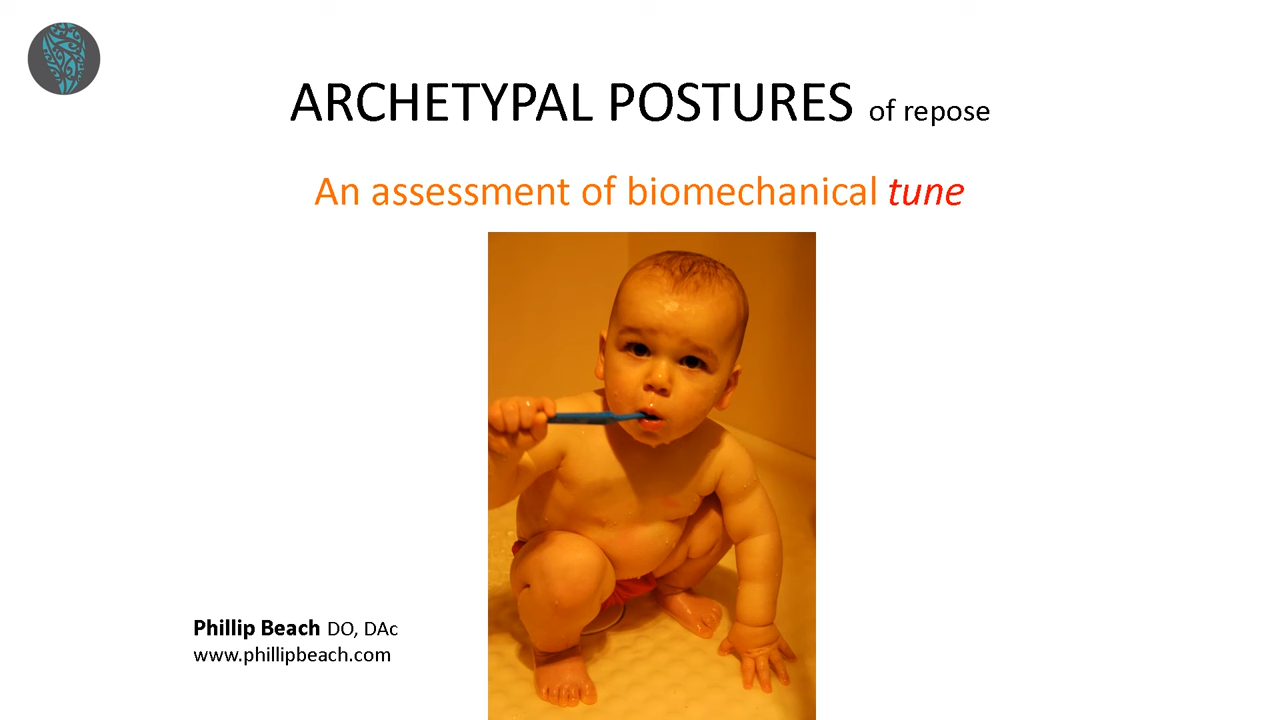 ARCHETYPAL POSTURES of repose
An assessment of biomechanical tune
Phillip Beach DO, DAc
www.phillipbeach.com